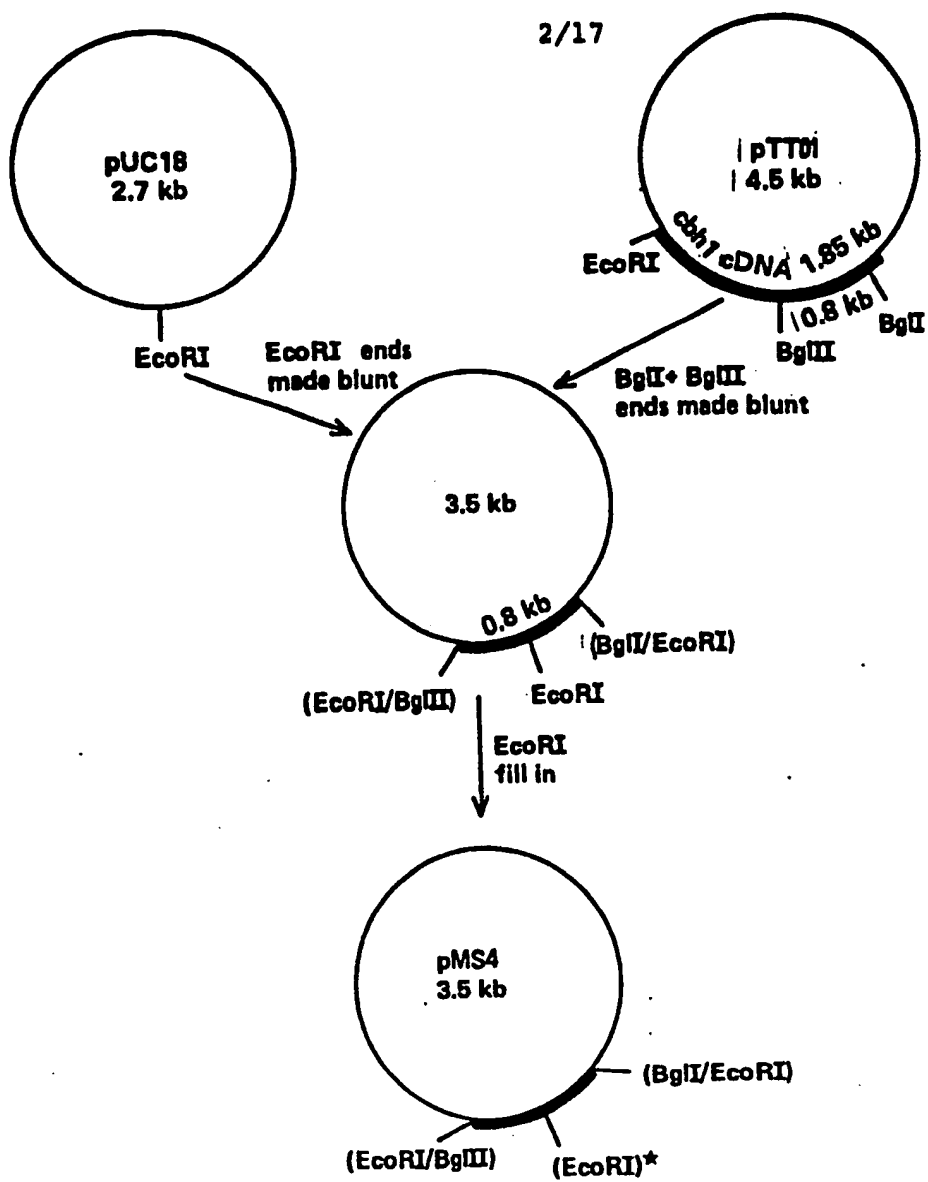 2/17
pUC18
2.7 kb
EcoRI
pTT01
4.5 kb
cbh1 cDNA 1.85 kb
EcoRI
0.8 kb
BglII
BglI
EcoRI ends
made blunt
BglI+ BglII
ends made blunt
3.5 kb
0.8 kb
(BglI/EcoRI)
EcoRI
(EcoRI/BglII)
EcoRI
fill in
pMS4
3.5 kb
(BglI/EcoRI)
(EcoRI)★
(EcoRI/BglII)